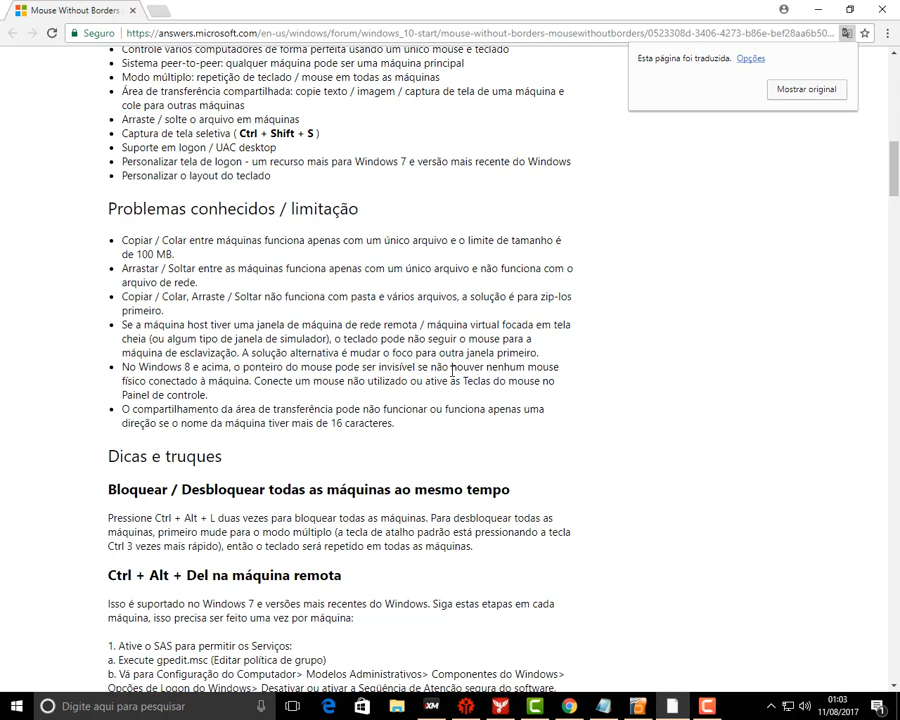 Mouse Without Borders
Seguro
https://answers.microsoft.com/en-us/windows/forum/windows_10-start/mouse-without-borders-mousewithoutborders/0523308d-3406-4273-b86e-bef28aa6b50...
Esta página foi traduzida. Opções
Mostrar original
Controle vários computadores de forma perfeita usando um único mouse e teclado
Sistema peer-to-peer: qualquer máquina pode ser uma máquina principal
Modo múltiplo: repetição de teclado / mouse em todas as máquinas
Área de transferência compartilhada: copie texto / imagem / captura de tela de uma máquina e
cole para outras máquinas
Arraste / solte o arquivo em máquinas
Captura de tela seletiva ( Ctrl + Shift + S )
Suporte em logon / UAC desktop
Personalizar tela de logon - um recurso mais para Windows 7 e versão mais recente do Windows
Personalizar o layout do teclado
Problemas conhecidos / limitação
Copiar / Colar entre máquinas funciona apenas com um único arquivo e o limite de tamanho é
de 100 MB.
Arrastar / Soltar entre as máquinas funciona apenas com um único arquivo e não funciona com o
arquivo de rede.
Copiar / Colar, Arraste / Soltar não funciona com pasta e vários arquivos, a solução é para zip-los
primeiro.
Se a máquina host tiver uma janela de máquina de rede remota / máquina virtual focada em tela
cheia (ou algum tipo de janela de simulador), o teclado pode não seguir o mouse para a
máquina de esclavização. A solução alternativa é mudar o foco para outra janela primeiro.
No Windows 8 e acima, o ponteiro do mouse pode ser invisível se não houver nenhum mouse
físico conectado à máquina. Conecte um mouse não utilizado ou ative as Teclas do mouse no
Painel de controle.
O compartilhamento da área de transferência pode não funcionar ou funciona apenas uma
direção se o nome da máquina tiver mais de 16 caracteres.
Dicas e truques
Bloquear / Desbloquear todas as máquinas ao mesmo tempo
Pressione Ctrl + Alt + L duas vezes para bloquear todas as máquinas. Para desbloquear todas as
máquinas, primeiro mude para o modo múltiplo (a tecla de atalho padrão está pressionando a tecla
Ctrl 3 vezes mais rápido), então o teclado será repetido em todas as máquinas.
Ctrl + Alt + Del na máquina remota
Isso é suportado no Windows 7 e versões mais recentes do Windows. Siga estas etapas em cada
máquina, isso precisa ser feito uma vez por máquina:
1. Ative o SAS para permitir os Serviços:
a. Execute gpedit.msc (Editar política de grupo)
b. Vá para Configuração do Computador> Modelos Administrativos> Componentes do Windows>
Opções de Logon do Windows> Desativar ou ativar a Seqüência de Atenção segura do software.
Digite aqui para pesquisar
XM
01:03
11/08/2017
1